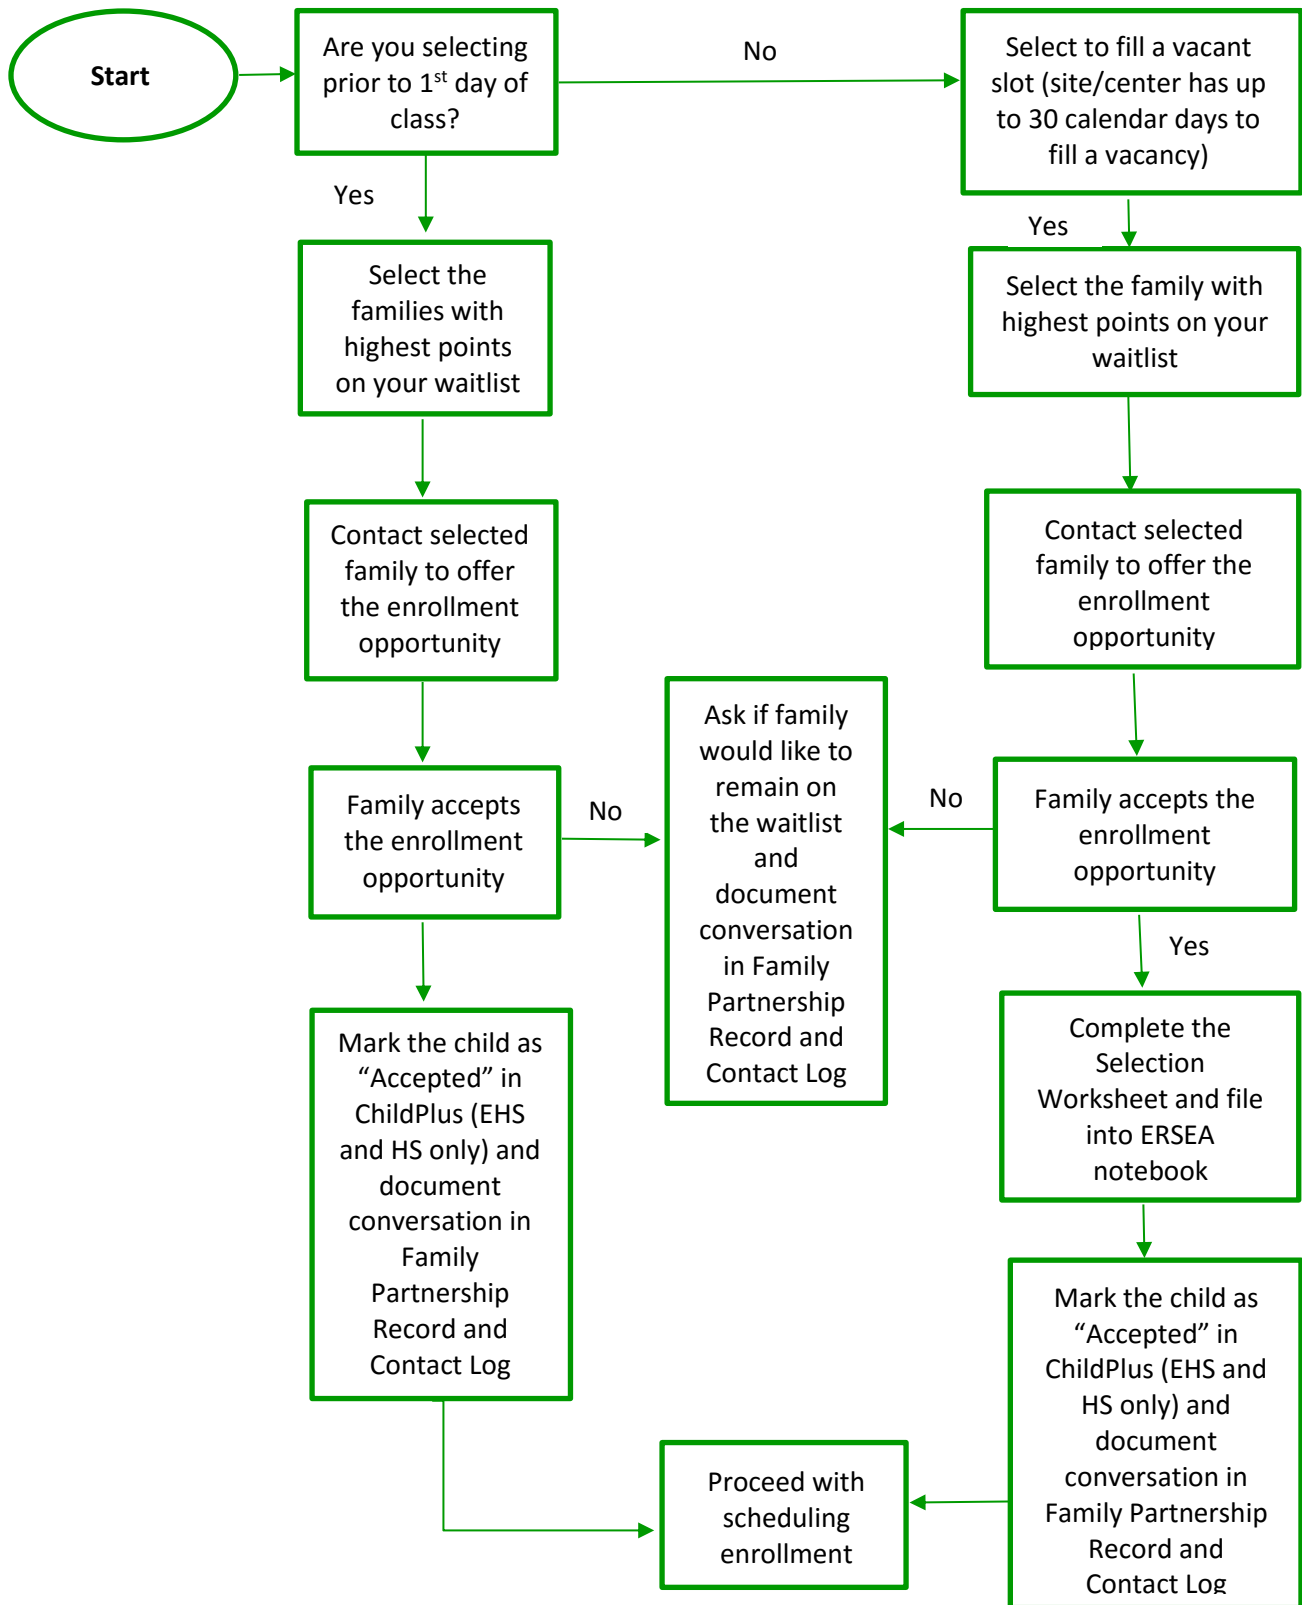 Start
Are you selecting
prior to 1st day of
class?
No
Select to fill a vacant
slot (site/center has up
to 30 calendar days to
fill a vacancy)
Yes
Yes
Select the
families with
highest points
on your waitlist
Select the family with
highest points on your
waitlist
Contact selected
family to offer
the enrollment
opportunity
Contact selected
family to offer the
enrollment
opportunity
Family accepts
the enrollment
opportunity
No
Ask if family
would like to
remain on
the waitlist
and
document
conversation
in Family
Partnership
Record and
Contact Log
No
Family accepts the
enrollment
opportunity
Yes
Mark the child as
“Accepted” in
ChildPlus (EHS
and HS only) and
document
conversation in
Family
Partnership
Record and
Contact Log
Complete the
Selection
Worksheet and file
into ERSEA
notebook
Mark the child as
“Accepted” in
ChildPlus (EHS and
HS only) and
document
conversation in
Family Partnership
Record and
Contact Log
Proceed with
scheduling
enrollment